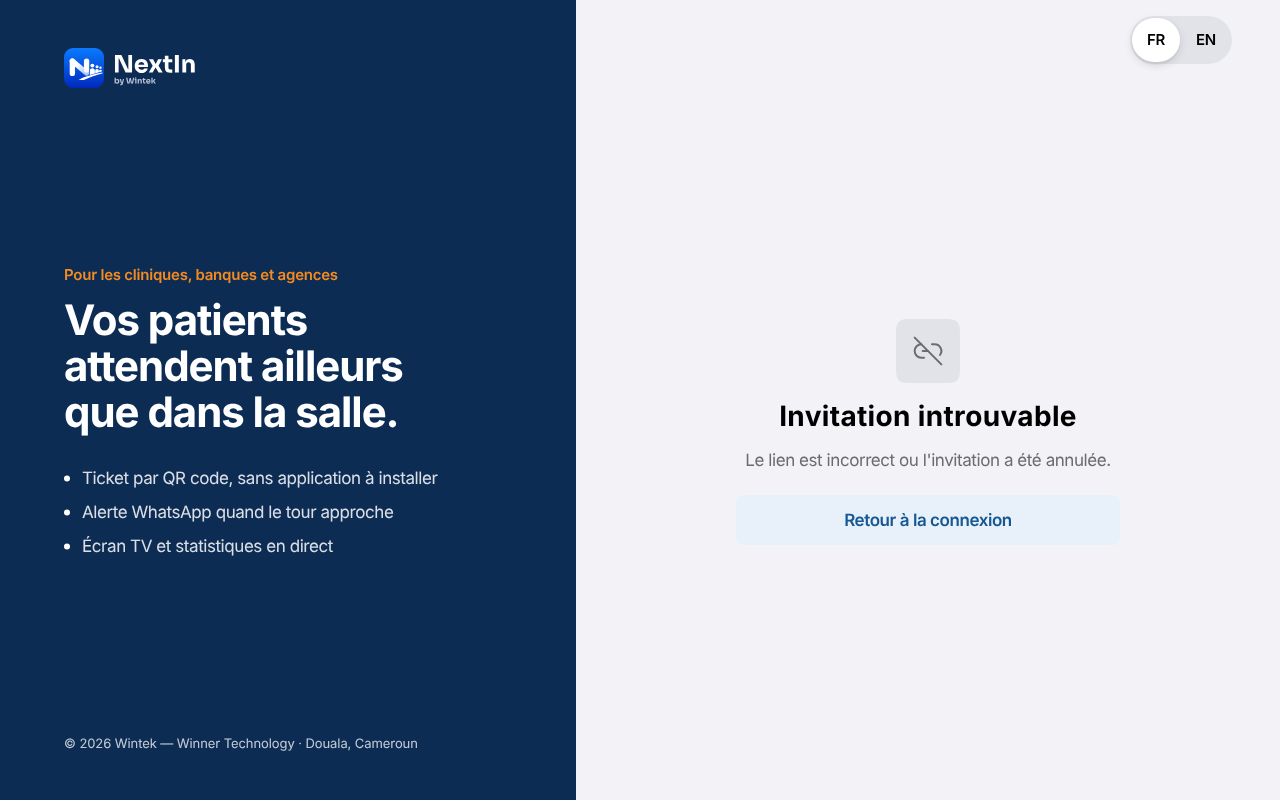 NextIn
by Wintek
FR
EN
Pour les cliniques, banques et agences
Vos patients
attendent ailleurs
que dans la salle.
Ticket par QR code, sans application à installer
Alerte WhatsApp quand le tour approche
Écran TV et statistiques en direct
© 2026 Wintek — Winner Technology · Douala, Cameroun
Invitation introuvable
Le lien est incorrect ou l'invitation a été annulée.
Retour à la connexion